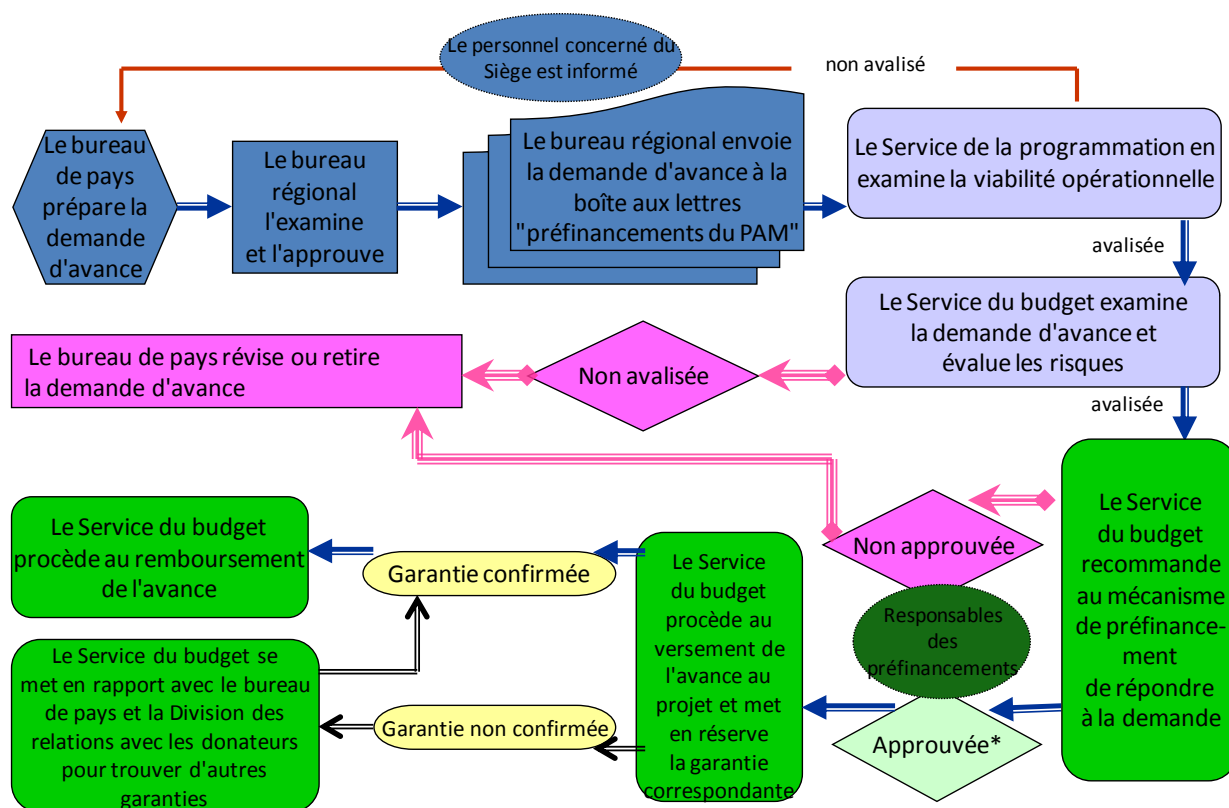 Le personnel concerné du
Siège est informé
non avalisé
Le bureau
de pays
prépare la
demande
d'avance
Le bureau
régional
l'examine
et l'approuve
Le bureau régional envoie
la demande d'avance à la
boîte aux lettres
"préfinancements du PAM"
Le Service de la programmation en
examine la viabilité opérationnelle
avalisée
Le Service du budget examine
la demande d'avance et
évalue les risques
Non avalisée
Le bureau de pays révise ou retire
la demande d'avance
avalisée
Le Service
du budget
recommande
au mécanisme
de préfinance-
ment
de répondre
à la demande
Non approuvée
Responsables
des
préfinancements
Approuvée*
Le Service
du budget
procède au
versement de
l'avance au
projet et met
en réserve
la garantie
correspondante
Garantie confirmée
Le Service du budget
procède au remboursement
de l'avance
Garantie non confirmée
Le Service du budget se
met en rapport avec le bureau
de pays et la Division des
relations avec les donateurs
pour trouver d'autres
garanties